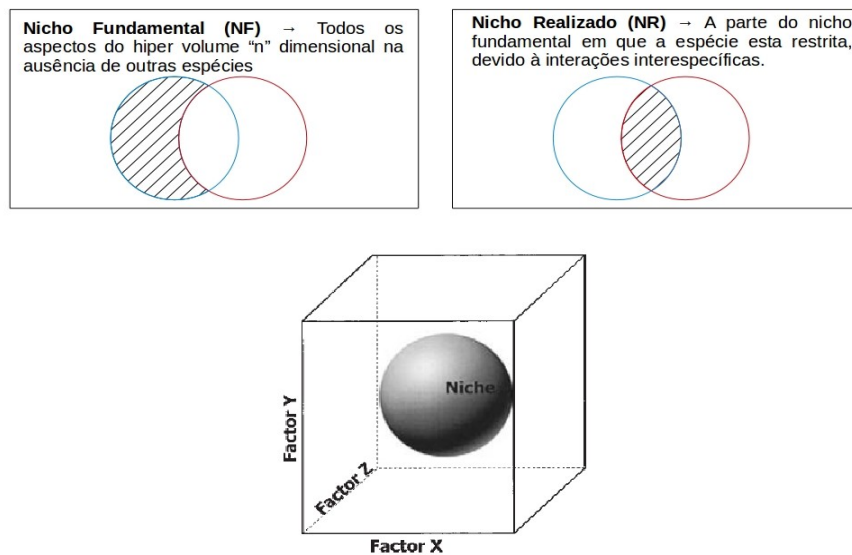 Nicho Fundamental (NF) → Todos os
aspectos do hiper volume “n” dimensional na
ausência de outras espécies
Nicho Realizado (NR) → A parte do nicho
fundamental em que a espécie esta restrita,
devido à interações interespecíficas.
Niche
Factor Y
Factor Z
Factor X